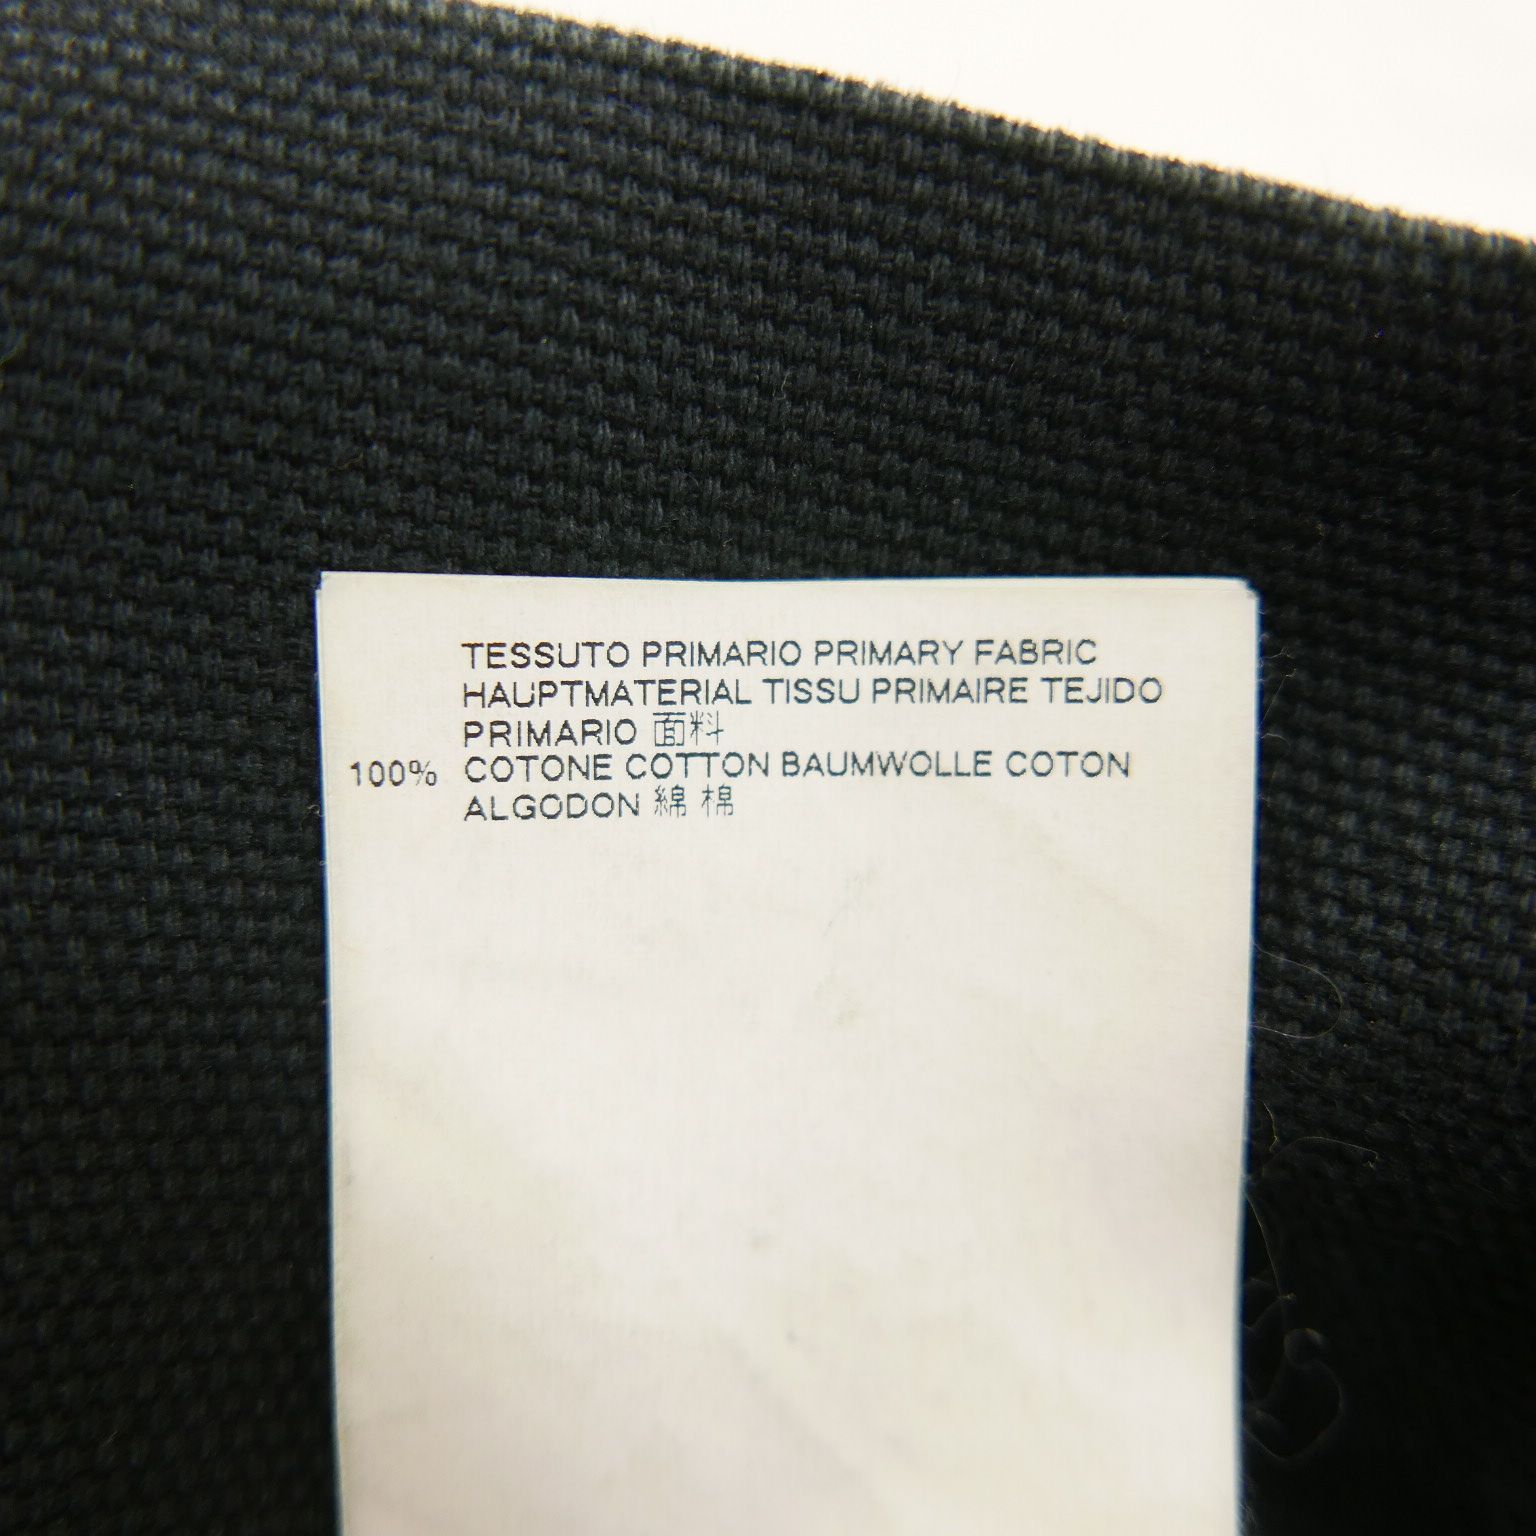 TESSUTO PRIMARIO PRIMARY FABRIC
HAUPTMATERIAL TISSU PRIMAIRE TEJIDO
PRIMARIO 面料
100% COTONE COTTON BAUMWOLLE COTON
ALGODON 綿 棉